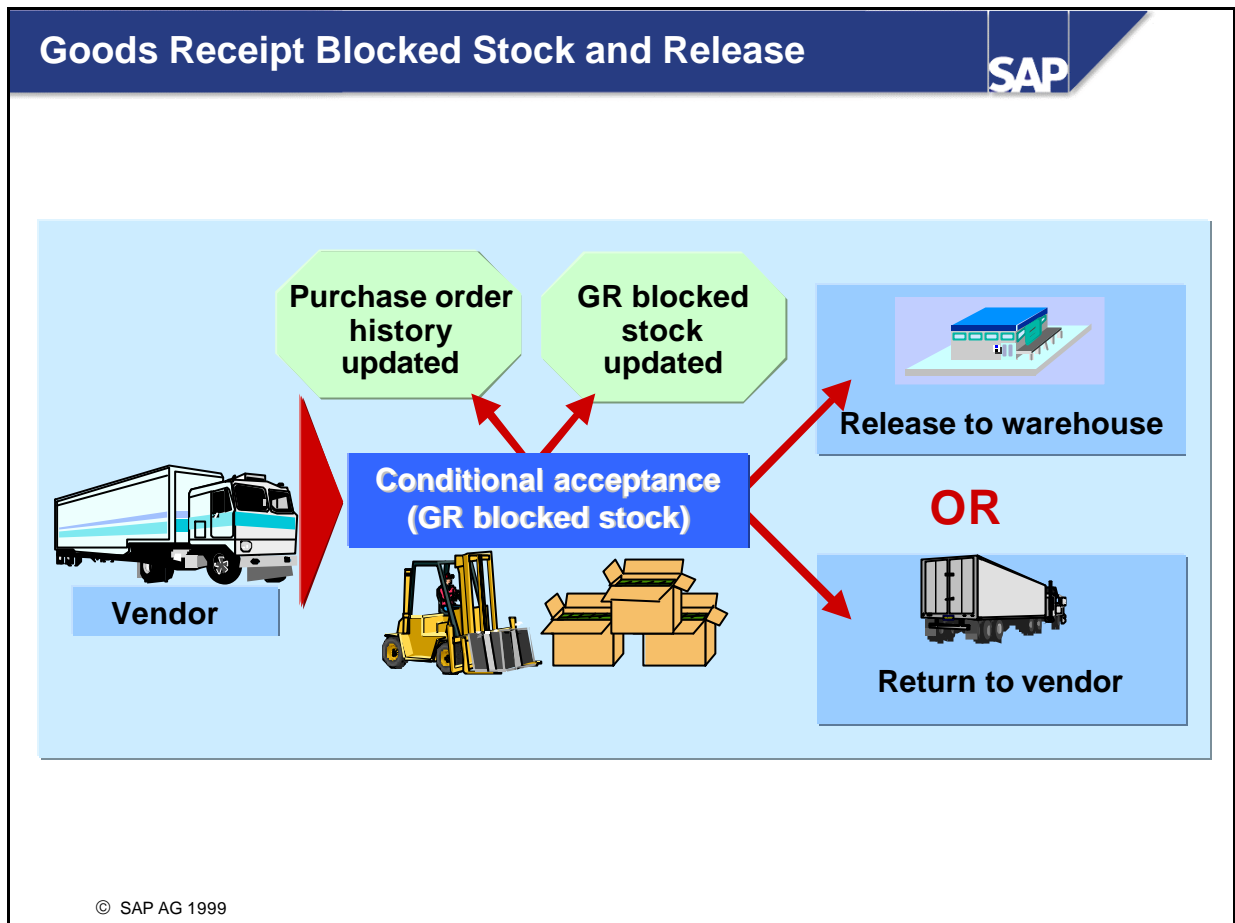 Goods Receipt Blocked Stock and Release
SAP
Purchase order
history
updated
GR blocked
stock
updated
Release to warehouse
Conditional acceptance
(GR blocked stock)
OR
Vendor
Return to vendor
© SAP AG 1999